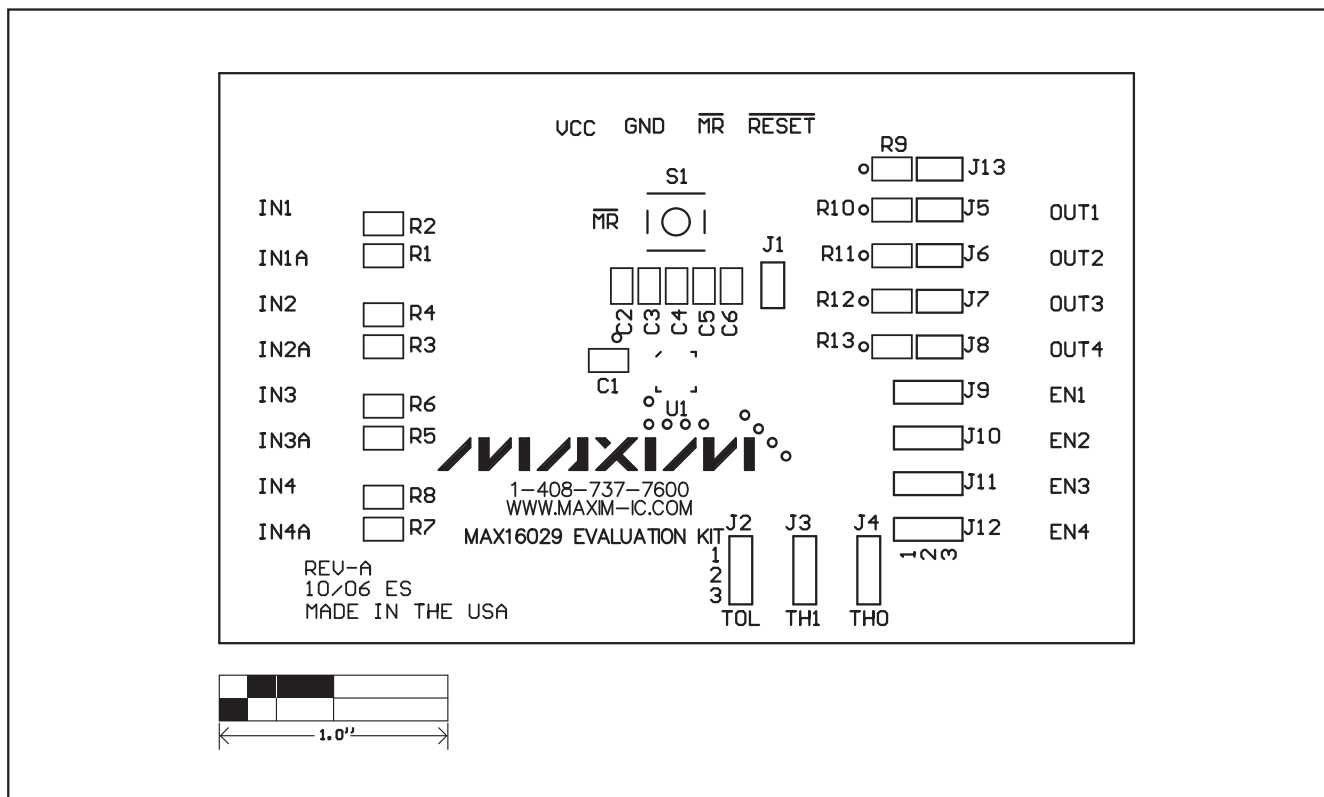 VCC GND MR RESET
R9
J13
S1
IN1
R2
MR
R10
J5
OUT1
IN1A
R1
J1
R11
J6
OUT2
IN2
R4
C2 C3 C4 C5 C6
R12
J7
OUT3
IN2A
R3
C1
R13
J8
OUT4
IN3
R6
U1
J9
EN1
IN3A
R5
MAXIM
J10
EN2
IN4
R8
1-408-737-7600
WWW.MAXIM-IC.COM
J11
EN3
IN4A
R7
MAX16029 EVALUATION KIT
J2 J3 J4
J12
EN4
1 2 3
1
2
3
REV-A
10/06 ES
MADE IN THE USA
TOL TH1 TH0
1.0"